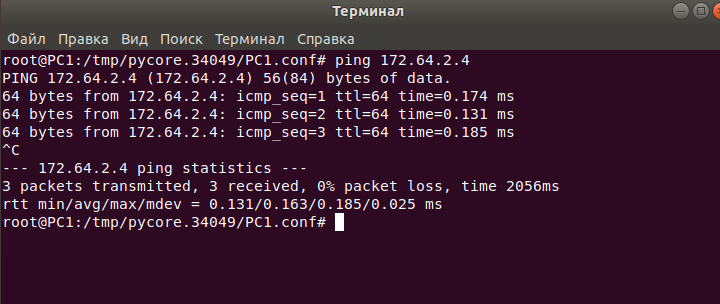 Терминал
Файл Правка Вид Поиск Терминал Справка
root@PC1:/tmp/pycore.34049/PC1.conf# ping 172.64.2.4
PING 172.64.2.4 (172.64.2.4) 56(84) bytes of data.
64 bytes from 172.64.2.4: icmp_seq=1 ttl=64 time=0.174 ms
64 bytes from 172.64.2.4: icmp_seq=2 ttl=64 time=0.131 ms
64 bytes from 172.64.2.4: icmp_seq=3 ttl=64 time=0.185 ms
^C
--- 172.64.2.4 ping statistics ---
3 packets transmitted, 3 received, 0% packet loss, time 2056ms
rtt min/avg/max/mdev = 0.131/0.163/0.185/0.025 ms
root@PC1:/tmp/pycore.34049/PC1.conf#